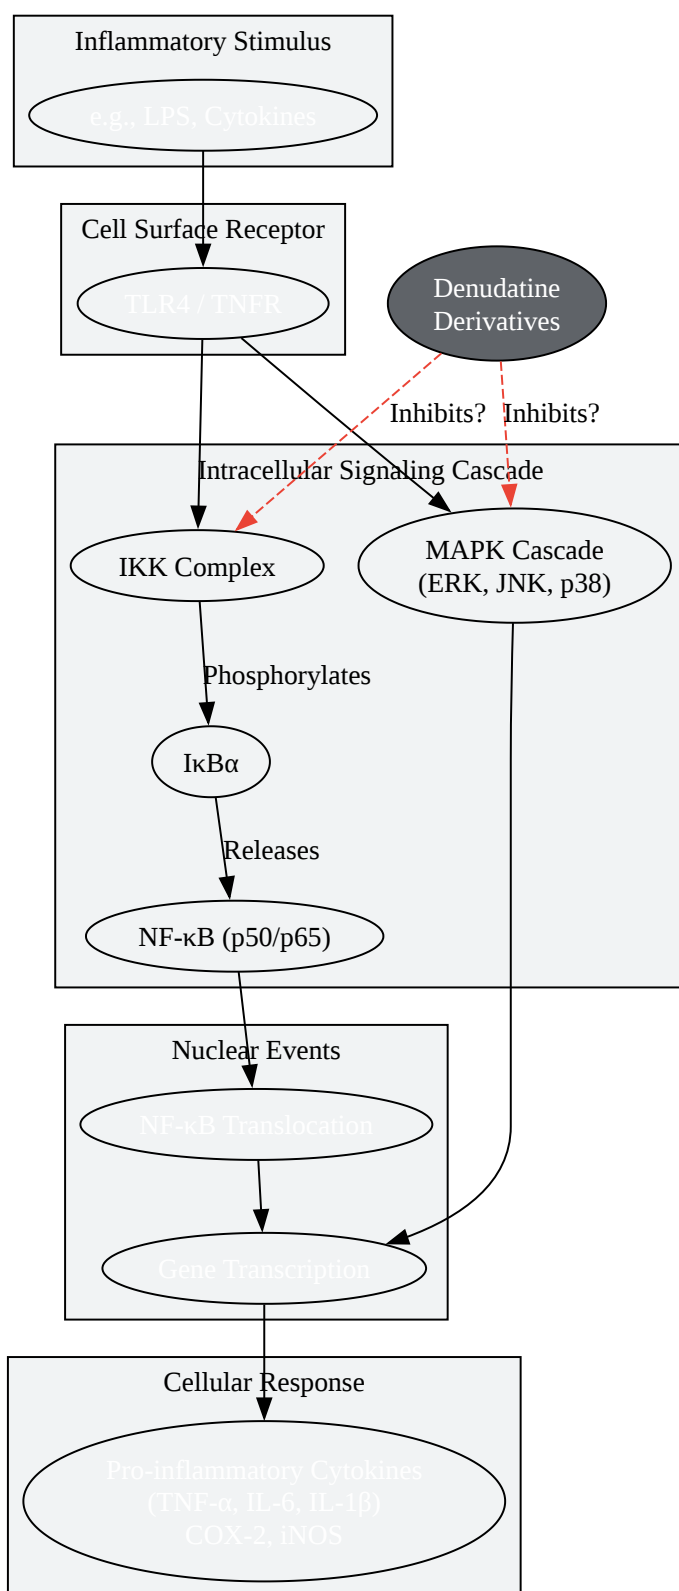 Inflammatory Stimulus
e.g., LPS, Cytokines
Cell Surface Receptor
TLR4 / TNFR
Denudatine
Derivatives
Inhibits?
Inhibits?
Intracellular Signaling Cascade
IKK Complex
MAPK Cascade
(ERK, JNK, p38)
Phosphorylates
IκBα
Releases
NF-κB (p50/p65)
Nuclear Events
NF-κB Translocation
Gene Transcription
Cellular Response
Pro-inflammatory Cytokines
(TNF-α, IL-6, IL-1β)
COX-2, iNOS